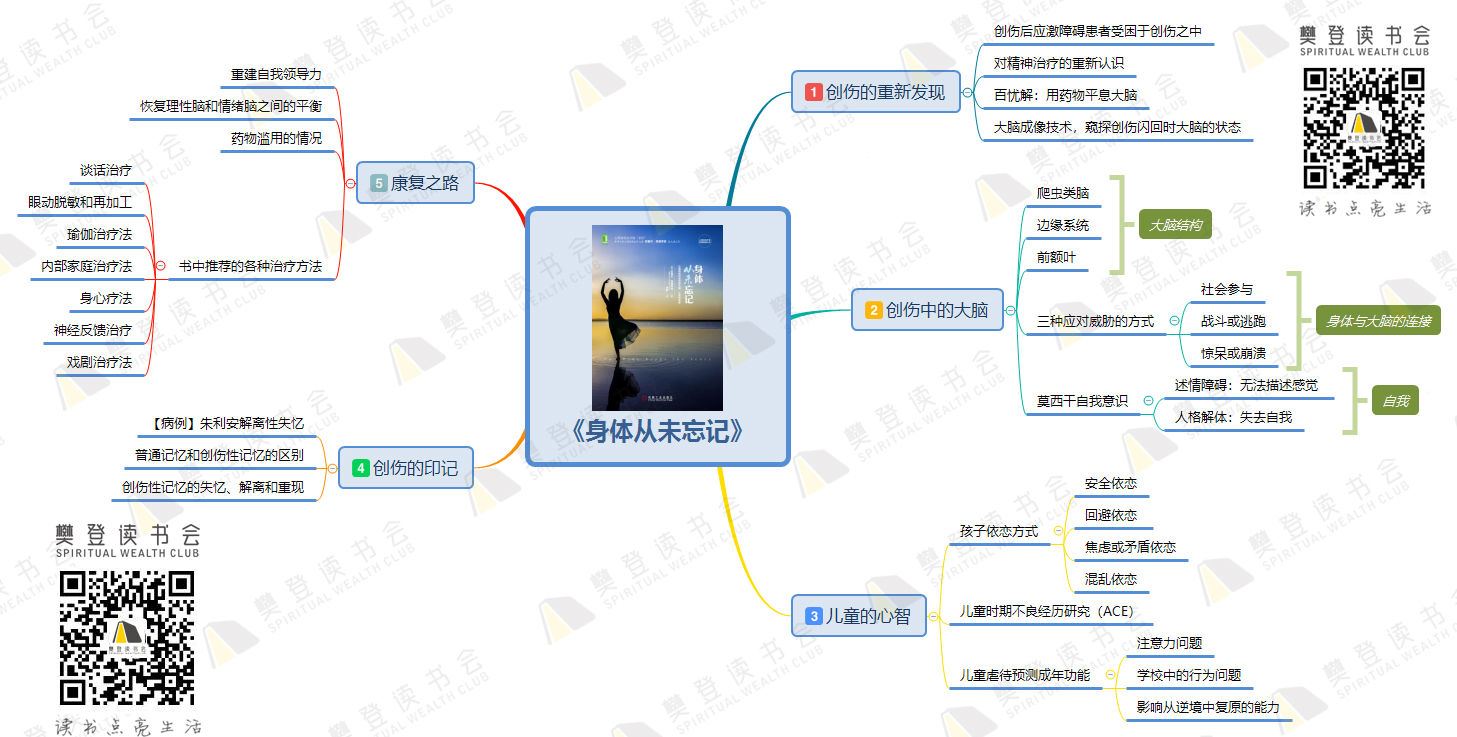 樊登读书会
SPIRITUAL WEALTH CLUB
读书点亮生活
《身体从未忘记》
身体
从未
忘记
1 创伤的重新发现
创伤后应激障碍患者受困于创伤之中
对精神治疗的重新认识
百忧解：用药物平息大脑
大脑成像技术，窥探创伤闪回时大脑的状态
2 创伤中的大脑
爬虫类脑
边缘系统
前额叶
大脑结构
三种应对威胁的方式
社会参与
战斗或逃跑
惊呆或崩溃
身体与大脑的连接
莫西干自我意识
述情障碍：无法描述感觉
人格解体：失去自我
自我
3 儿童的心智
孩子依恋方式
安全依恋
回避依恋
焦虑或矛盾依恋
混乱依恋
儿童时期不良经历研究（ACE）
儿童虐待预测成年功能
注意力问题
学校中的行为问题
影响从逆境中复原的能力
4 创伤的印记
【病例】朱利安解离性失忆
普通记忆和创伤性记忆的区别
创伤性记忆的失忆、解离和重现
5 康复之路
重建自我领导力
恢复理性脑和情绪脑之间的平衡
药物滥用的情况
书中推荐的各种治疗方法
谈话治疗
眼动脱敏和再加工
瑜伽治疗法
内部家庭治疗法
身心疗法
神经反馈治疗
戏剧治疗法
樊登读书会
SPIRITUAL WEALTH CLUB
樊登读书会
读书点亮生活